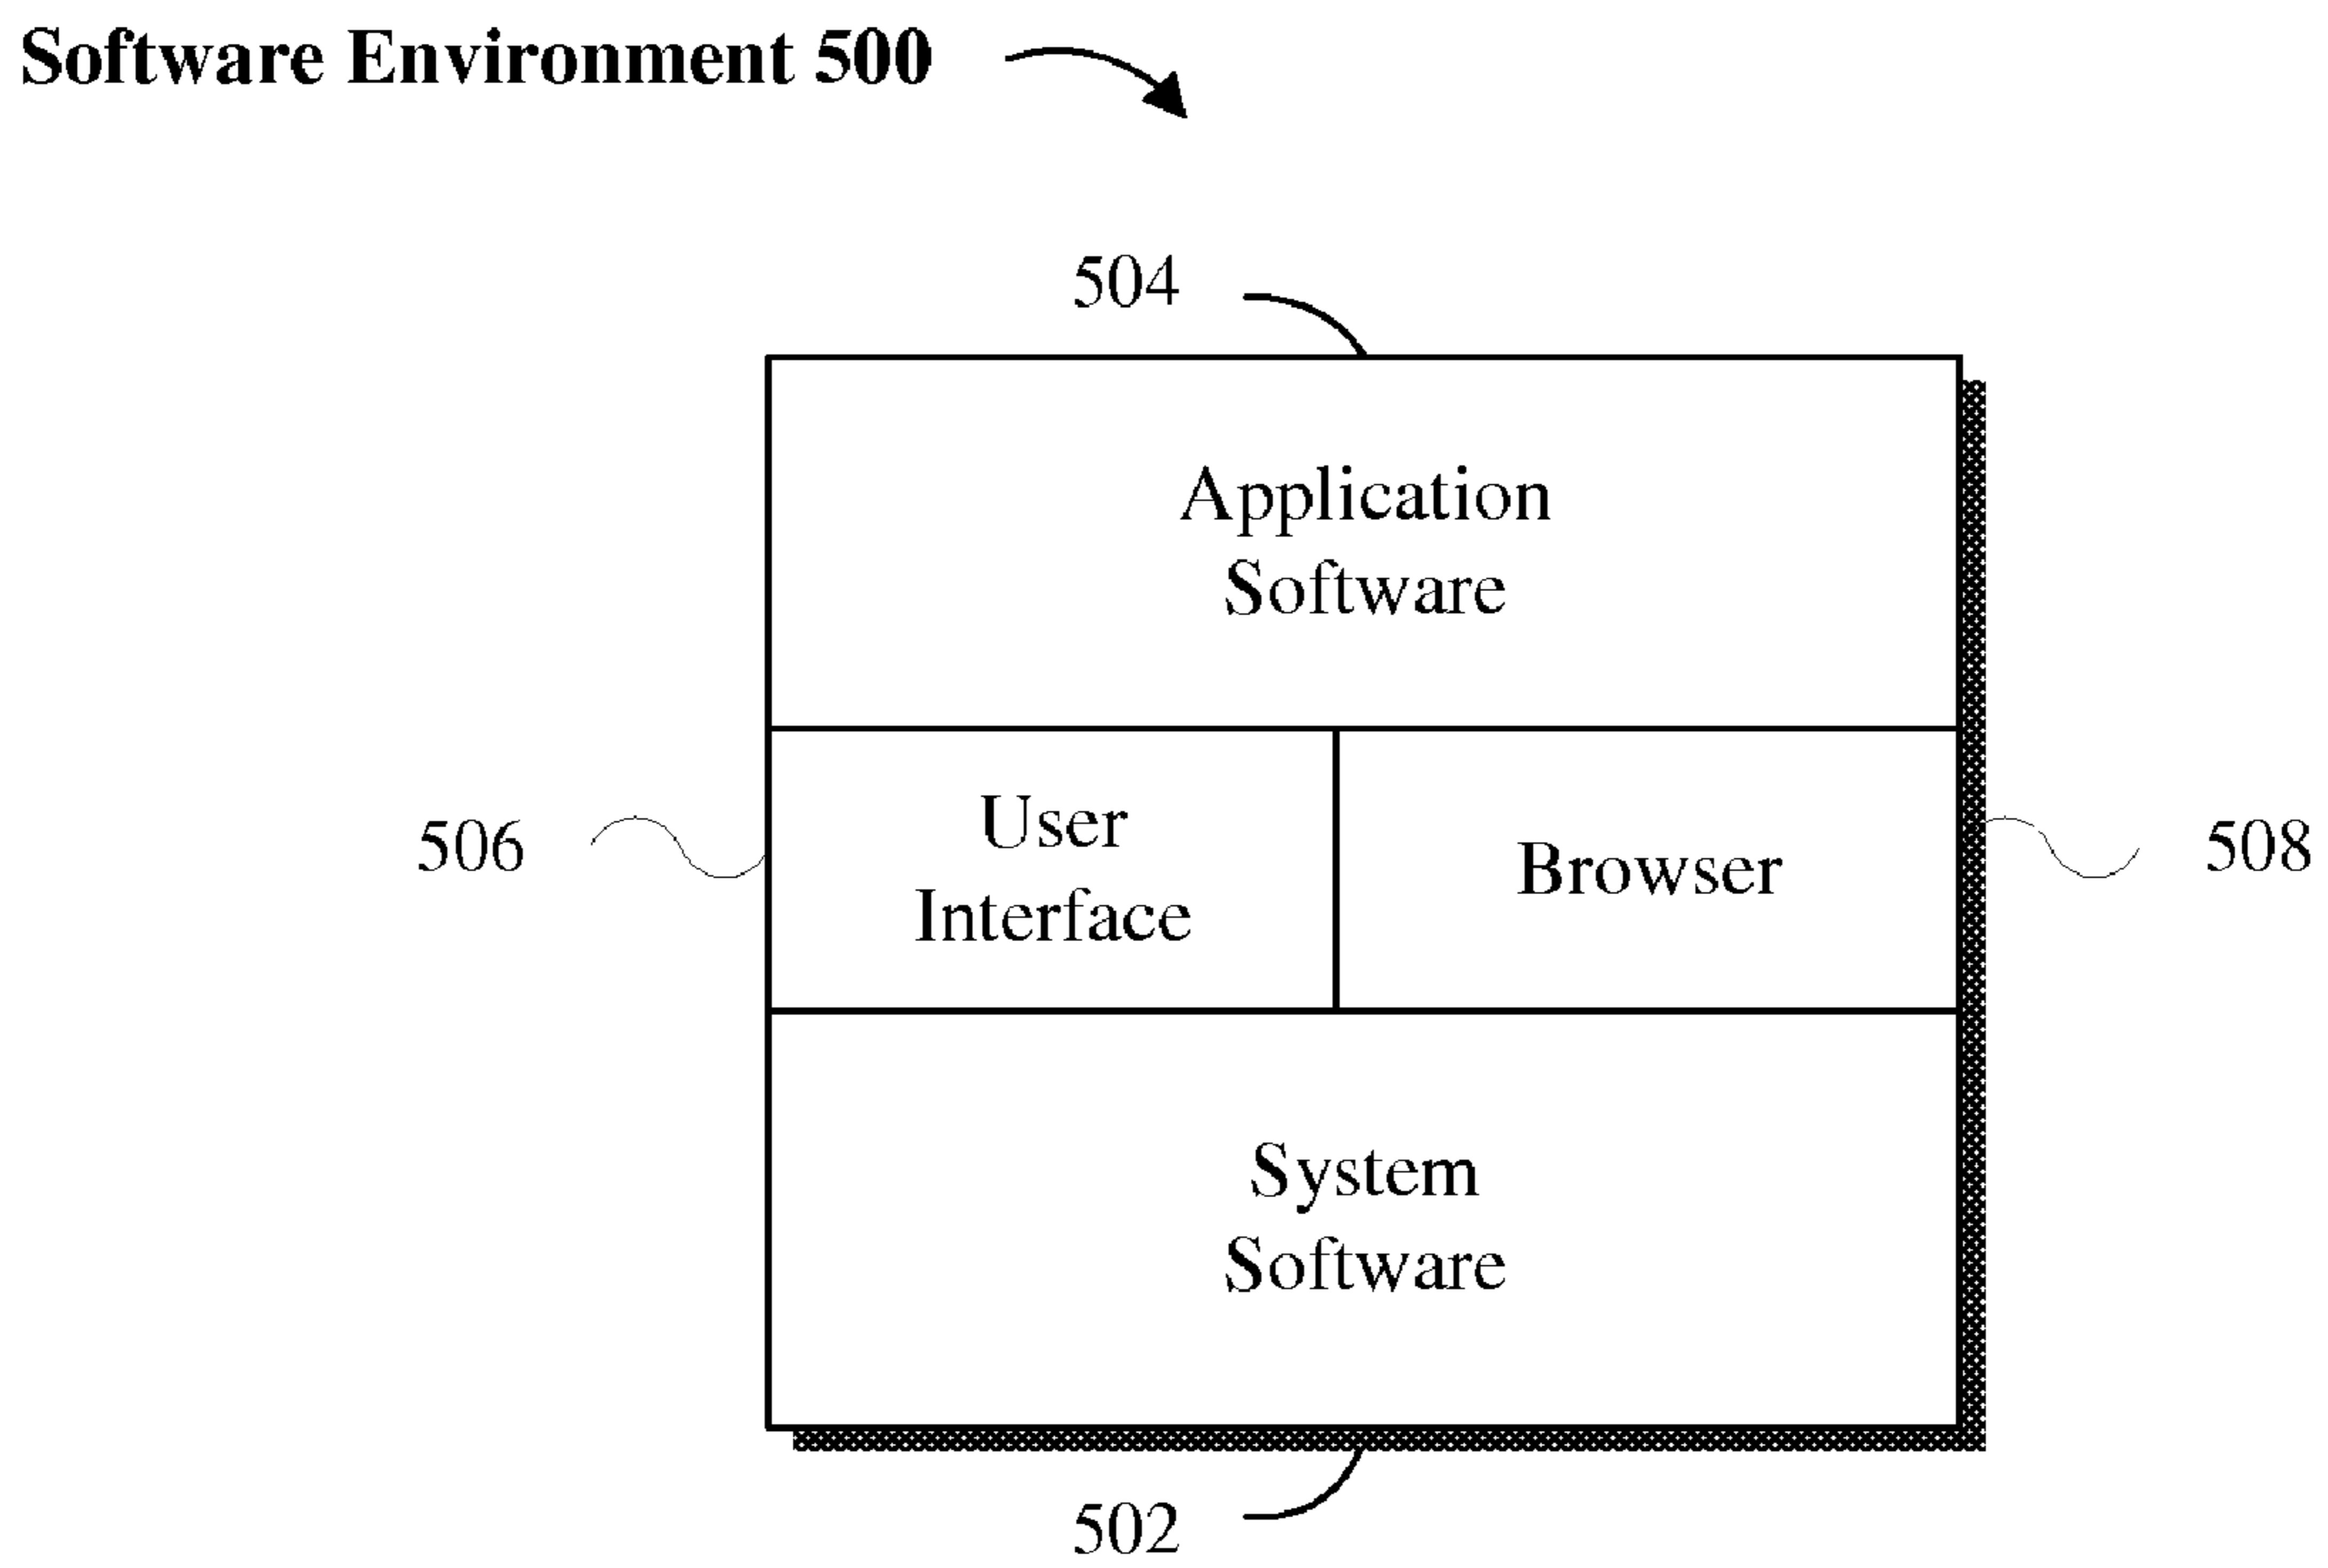 Software Environment 500
504
Application
Software
506
User
Interface
Browser
508
System
Software
502